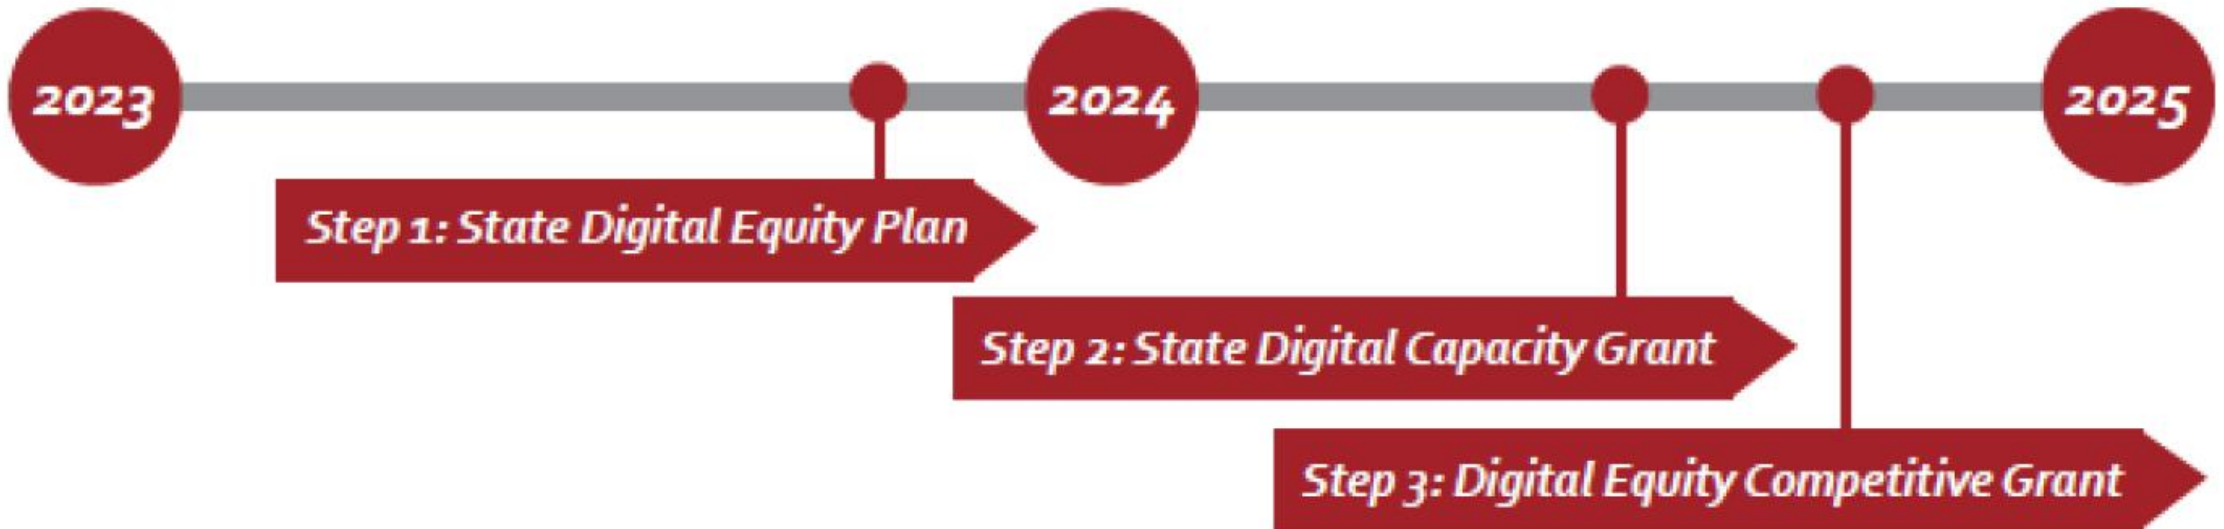 2023
2024
2025
Step 1: State Digital Equity Plan
Step 2: State Digital Capacity Grant
Step 3: Digital Equity Competitive Grant